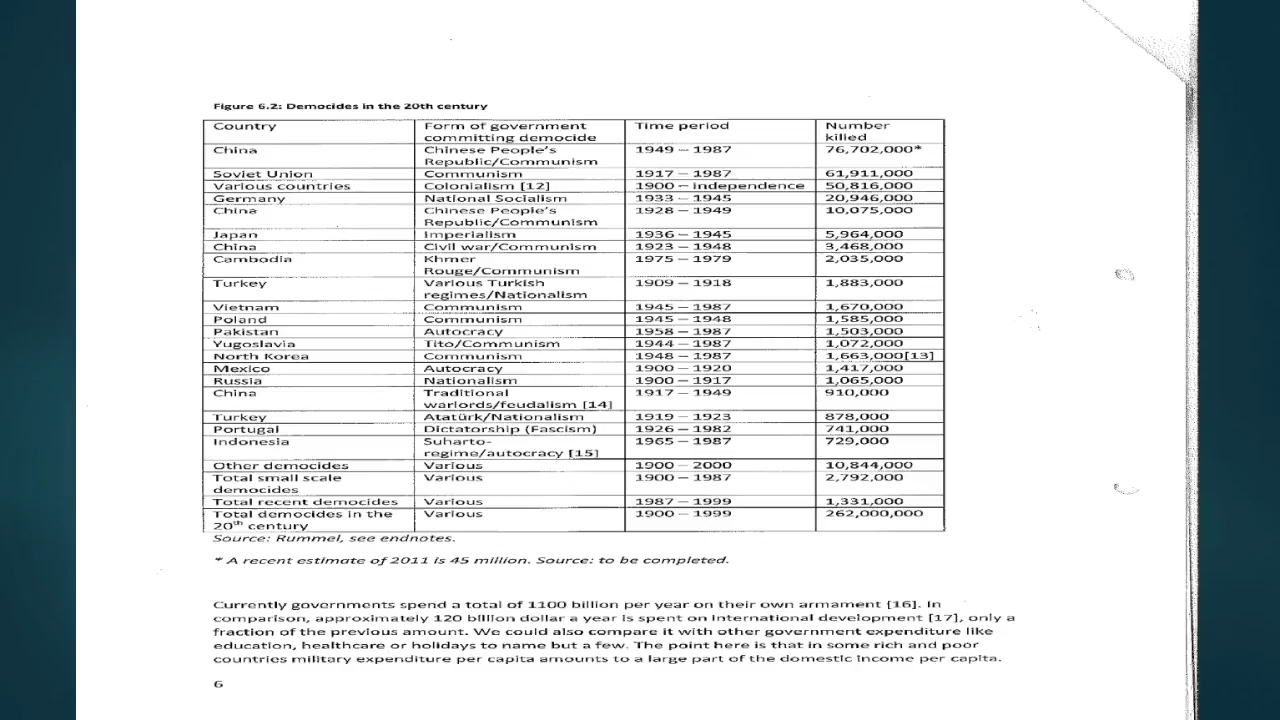 Figure 6.2: Democides in the 20th century
Country Form of government committing democide Time period Number killed
China Chinese People's Republic/Communism 1949 – 1987 76,702,000*
Soviet Union Communism 1917 – 1987 61,911,000
Various countries Colonialism [12] 1900 – independence 50,816,000
Germany National Socialism 1933 – 1945 20,946,000
China Chinese People's Republic/Communism 1928 – 1949 10,075,000
Japan Imperialism 1936 – 1945 5,964,000
China Civil war/Communism 1923 – 1948 3,468,000
Cambodia Khmer Rouge/Communism 1975 – 1979 2,035,000
Turkey Various Turkish regimes/Nationalism 1909 – 1918 1,883,000
Vietnam Communism 1945 – 1987 1,670,000
Poland Communism 1945 – 1948 1,585,000
Pakistan Autocracy 1958 – 1987 1,503,000
Yugoslavia Tito/Communism 1944 – 1987 1,072,000
North Korea Communism 1948 – 1987 1,663,000[13]
Mexico Autocracy 1900 – 1920 1,417,000
Russia Nationalism 1900 – 1917 1,065,000
China Traditional warlords/feudalism [14] 1917 – 1949 910,000
Turkey Atatürk/Nationalism 1919 – 1923 878,000
Portugal Dictatorship (Fascism) 1926 – 1982 741,000
Indonesia Suharto-regime/autocracy [15] 1965 – 1987 729,000
Other democides Various 1900 – 2000 10,844,000
Total small scale democides Various 1900 – 1987 2,792,000
Total recent democides Various 1987 – 1999 1,331,000
Total democides in the 20th century Various 1900 – 1999 262,000,000
Source: Rummel, see endnotes.
* A recent estimate of 2011 is 45 million. Source: to be completed.
Currently governments spend a total of 1100 billion per year on their own armament [16]. In
comparison, approximately 120 billion dollar a year is spent on international development [17], only a
fraction of the previous amount. We could also compare it with other government expenditure like
education, healthcare or holidays to name but a few. The point here is that in some rich and poor
countries military expenditure per capita amounts to a large part of the domestic income per capita.
6